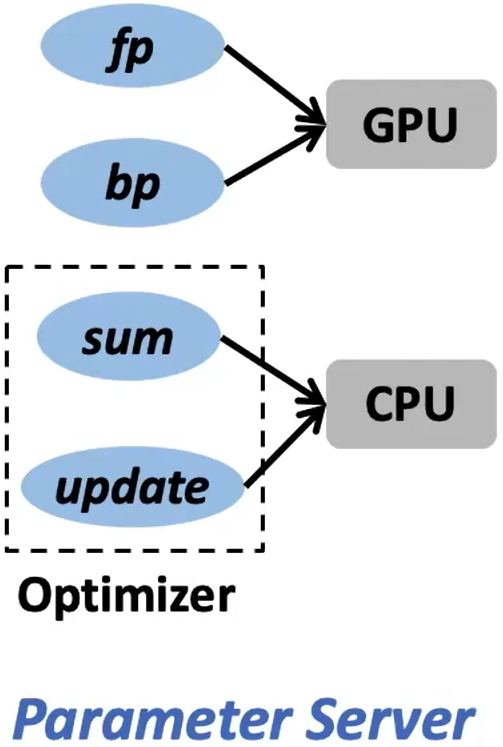 fp
GPU
bp
sum
CPU
update
Optimizer
Parameter Server